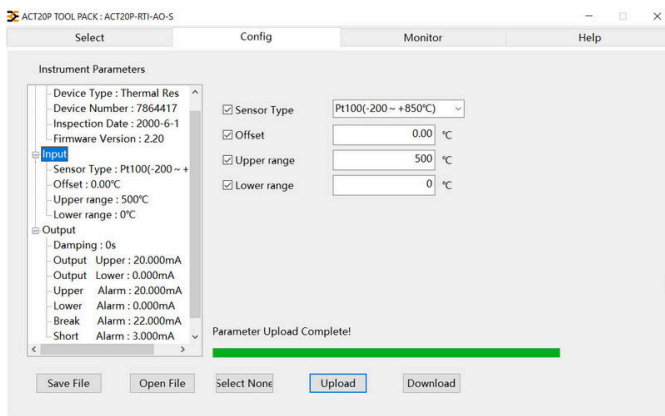 ACT20P TOOL PACK : ACT20P-RTI-AO-S
Select Config Monitor Help
Instrument Parameters
Device Type : Thermal Res
Device Number : 7864417
Inspection Date : 2000-6-1
Firmware Version : 2.20
Input
Sensor Type : Pt100(-200 ~ +
Offset : 0.00℃
Upper range : 500℃
Lower range : 0℃
Output
Damping : 0s
Output Upper : 20.000mA
Output Lower : 0.000mA
Upper Alarm : 20.000mA
Lower Alarm : 0.000mA
Break Alarm : 22.000mA
Short Alarm : 3.000mA
Sensor Type Pt100(-200 ~ +850℃)
Offset 0.00 ℃
Upper range 500 ℃
Lower range 0 ℃
Parameter Upload Complete!
Save File Open File Select None Upload Download